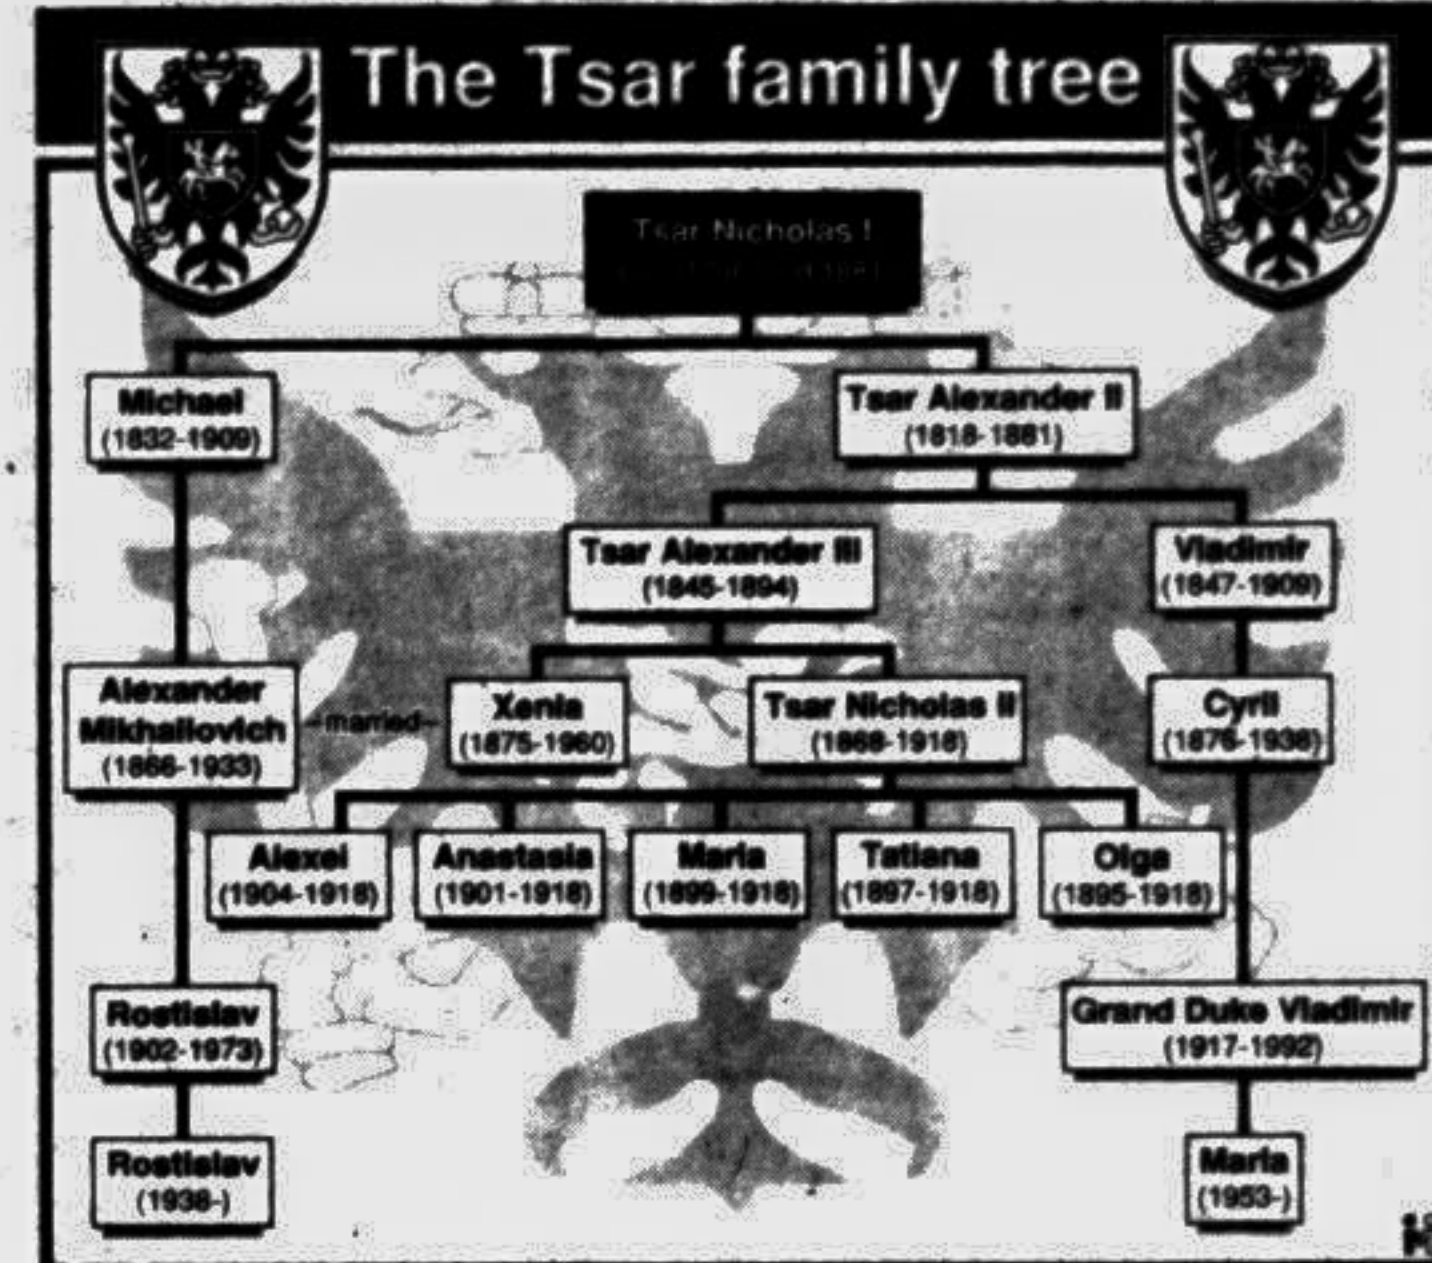 The Tsar family tree
Tsar Nicholas I
Michael
(1832-1909)
Tsar Alexander II
(1818-1881)
Tsar Alexander III
(1845-1894)
Vladimir
(1847-1909)
Alexander
Mikhailovich
(1866-1933)
married
Xenia
(1875-1960)
Tsar Nicholas II
(1868-1918)
Cyril
(1876-1938)
Alexei
(1904-1918)
Anastasia
(1901-1918)
Maria
(1899-1918)
Tatiana
(1897-1918)
Olga
(1895-1918)
Rostislav
(1902-1973)
Grand Duke Vladimir
(1917-1992)
Rostislav
(1938-)
Maria
(1953-)